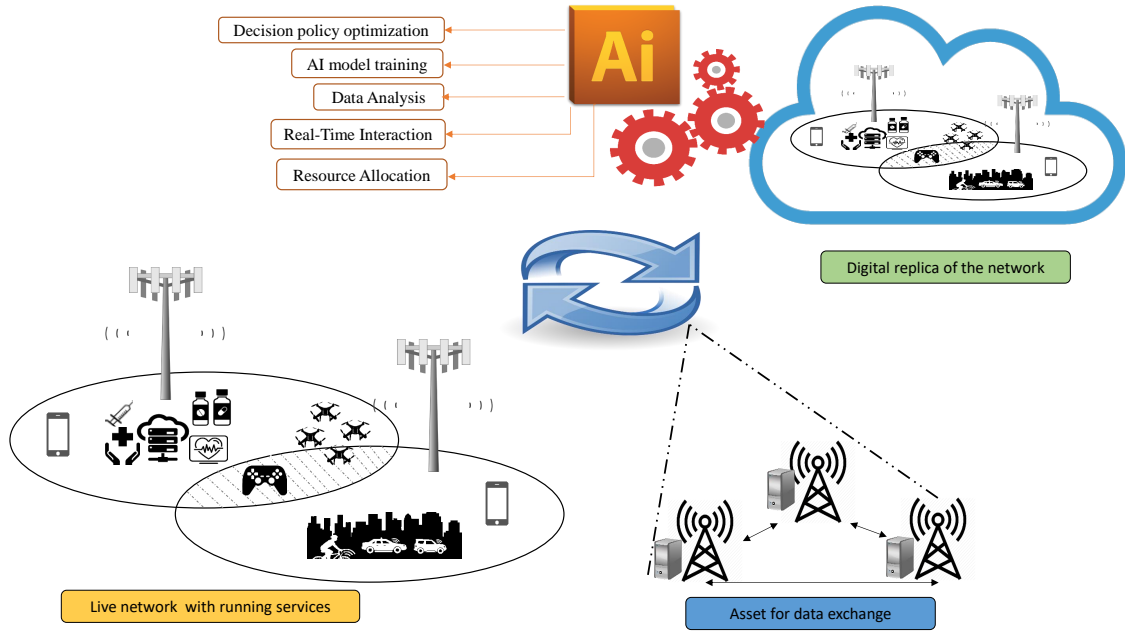 Decision policy optimization
AI model training
Data Analysis
Real-Time Interaction
Resource Allocation
Ai
Digital replica of the network
Live network with running services
Asset for data exchange